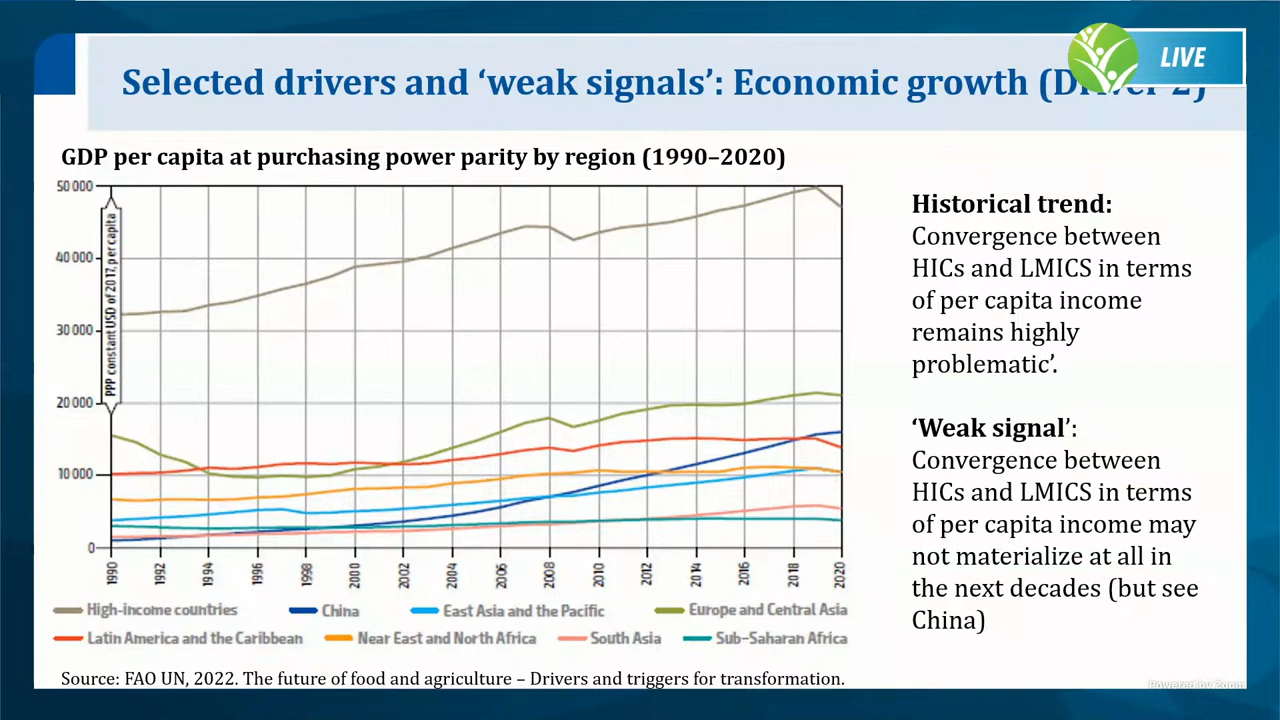 LIVE
Selected drivers and ‘weak signals’: Economic growth (Driver 2)
GDP per capita at purchasing power parity by region (1990–2020)
50 000
40 000
30 000
20 000
10 000
0
PPP constant USD of 2017, per capita
1990
1992
1994
1996
1998
2000
2002
2004
2006
2008
2010
2012
2014
2016
2018
2020
High-income countries
China
East Asia and the Pacific
Europe and Central Asia
Latin America and the Caribbean
Near East and North Africa
South Asia
Sub-Saharan Africa
Source: FAO UN, 2022. The future of food and agriculture – Drivers and triggers for transformation.
Historical trend:
Convergence between
HICs and LMICS in terms
of per capita income
remains highly
problematic’.
‘Weak signal’:
Convergence between
HICs and LMICS in terms
of per capita income may
not materialize at all in
the next decades (but see
China)
Powered by Zoom